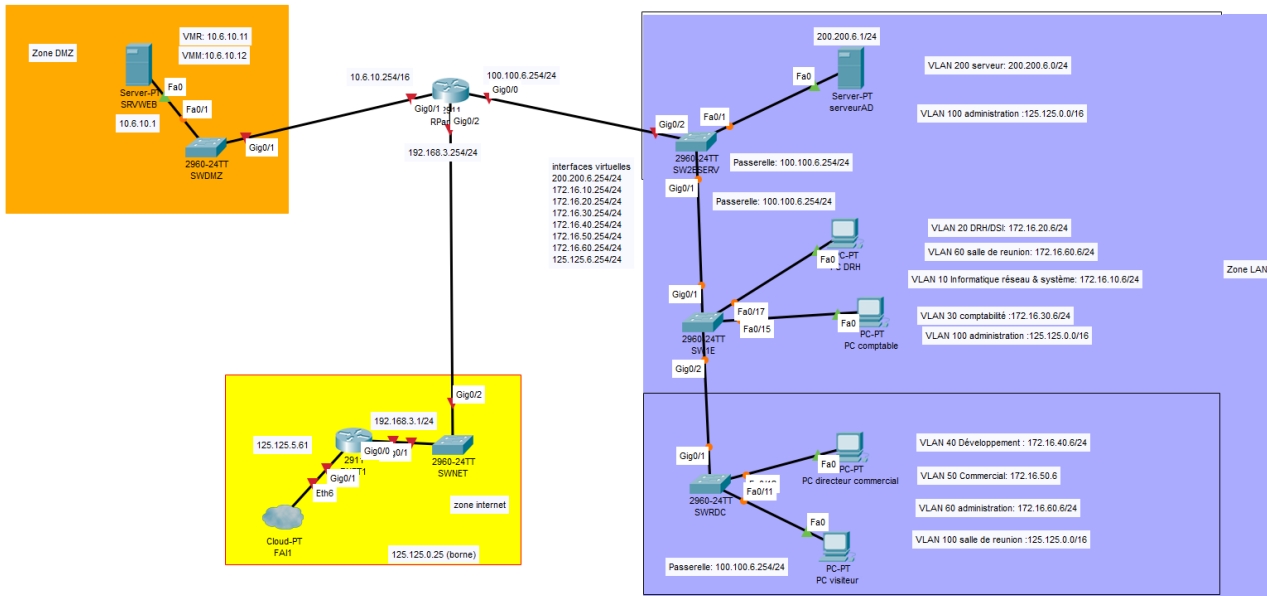 Zone DMZ
VMR: 10.6.10.11
VMM:10.6.10.12
Fa0
Server-PT
SRVWEB
Fa0/1
10.6.10.1
Gig0/1
2960-24TT
SWDMZ
10.6.10.254/16
100.100.6.254/24
Gig0/0
Gig0/1
Gig0/2
192.168.3.254/24
interfaces virtuelles
200.200.6.254/24
172.16.10.254/24
172.16.20.254/24
172.16.30.254/24
172.16.40.254/24
172.16.50.254/24
172.16.60.254/24
125.125.6.254/24
200.200.6.1/24
Fa0
Server-PT
serveurAD
VLAN 200 serveur: 200.200.6.0/24
VLAN 100 administration :125.125.0.0/16
Gig0/2
Fa0/1
2960-24TT
SW2ESERV
Passerelle: 100.100.6.254/24
Gig0/1
Passerelle: 100.100.6.254/24
VLAN 20 DRH/DSI: 172.16.20.6/24
VLAN 60 salle de reunion: 172.16.60.6/24
Fa0
PC-PT
PC DRH
Zone LAN
VLAN 10 Informatique réseau & système: 172.16.10.6/24
Gig0/1
Fa0/17
Fa0/15
Fa0
PC-PT
PC comptable
VLAN 30 comptabilité :172.16.30.6/24
VLAN 100 administration :125.125.0.0/16
2960-24TT
SW1E
Gig0/2
Gig0/2
192.168.3.1/24
125.125.5.61
Gig0/0
Gig0/1
2960-24TT
SWNET
Eth6
zone internet
Cloud-PT
FAI1
125.125.0.25 (borne)
VLAN 40 Développement : 172.16.40.6/24
Gig0/1
Fa0
PC-PT
PC directeur commercial
VLAN 50 Commercial: 172.16.50.6
Fa0/11
2960-24TT
SWRDC
VLAN 60 administration: 172.16.60.6/24
Fa0
VLAN 100 salle de reunion: 125.125.0.0/16
PC-PT
PC visiteur
Passerelle: 100.100.6.254/24